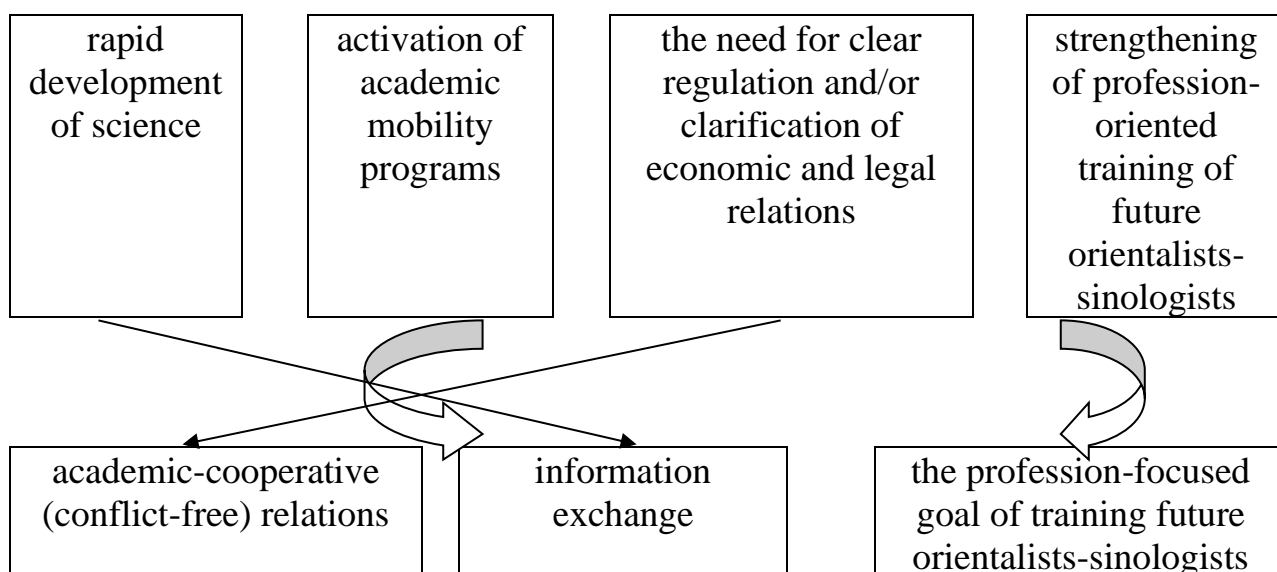 rapid
development
of science
activation of
academic
mobility
programs
the need for clear
regulation and/or
clarification of
economic and legal
relations
strengthening
of profession-
oriented
training of
future
orientalists-
sinologists
academic-cooperative
(conflict-free) relations
information
exchange
the profession-focused
goal of training future
orientalists-sinologists